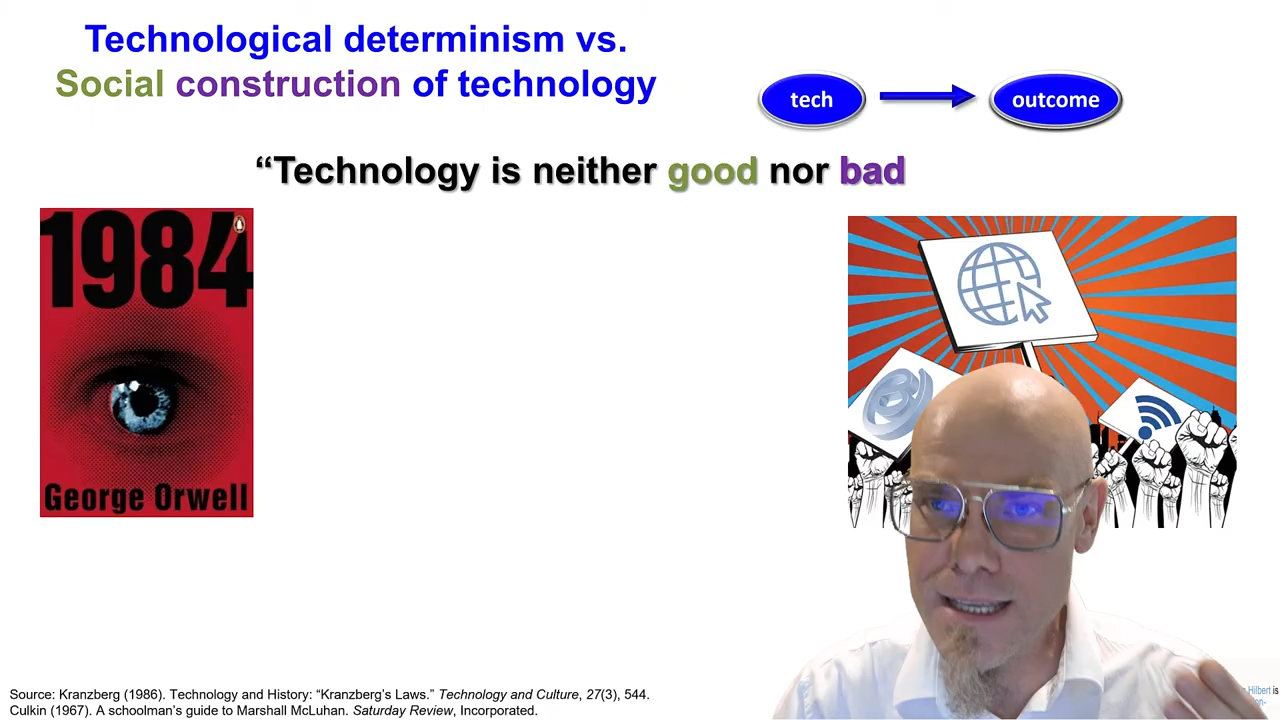 Technological determinism vs.
Social construction of technology
tech
outcome
“Technology is neither good nor bad
1984
George Orwell
Source: Kranzberg (1986). Technology and History: “Kranzberg’s Laws.” Technology and Culture, 27(3), 544.
Culkin (1967). A schoolman’s guide to Marshall McLuhan. Saturday Review, Incorporated.
Hilbert is